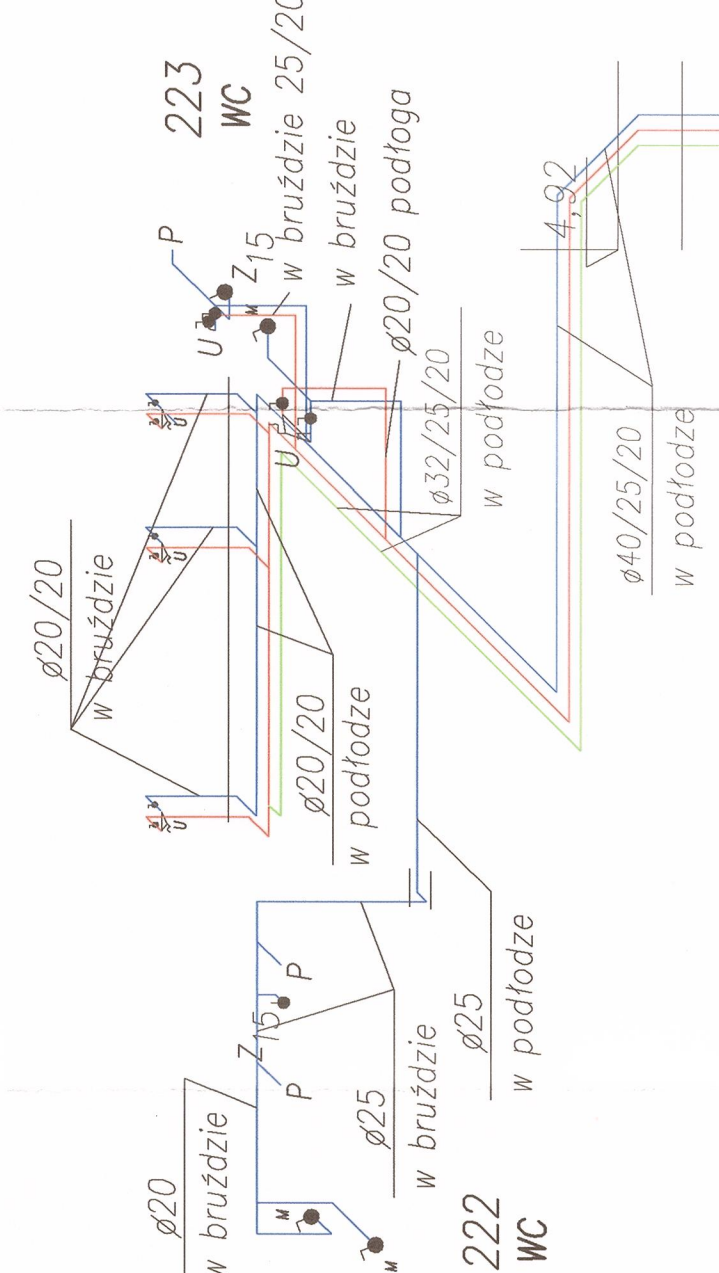 223
WC
w bruździe 25/20
w bruździe
ø20/20 podłoga
P
Z15
M
U
U
4,92
ø32/25/20
w podłodze
ø40/25/20
w podłodze
z
z
U
z
z
U
z
z
U
ø20/20
w bruździe
ø20/20
w podłodze
P
Z15
P
ø25
w podłodze
ø25
w bruździe
ø20
w bruździe
M
M
222
WC